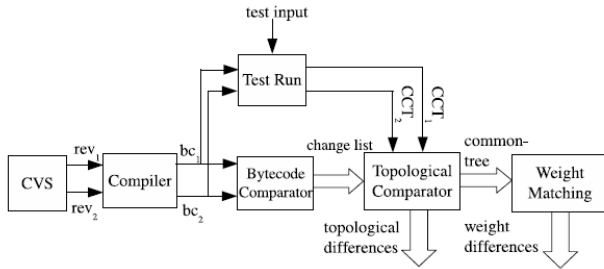 test input
Test Run
CCT1
CCT2
rev1
bc1
change list
common-
tree
CVS
Compiler
Bytecode
Comparator
Topological
Comparator
Weight
Matching
rev2
bc2
topological
differences
weight
differences